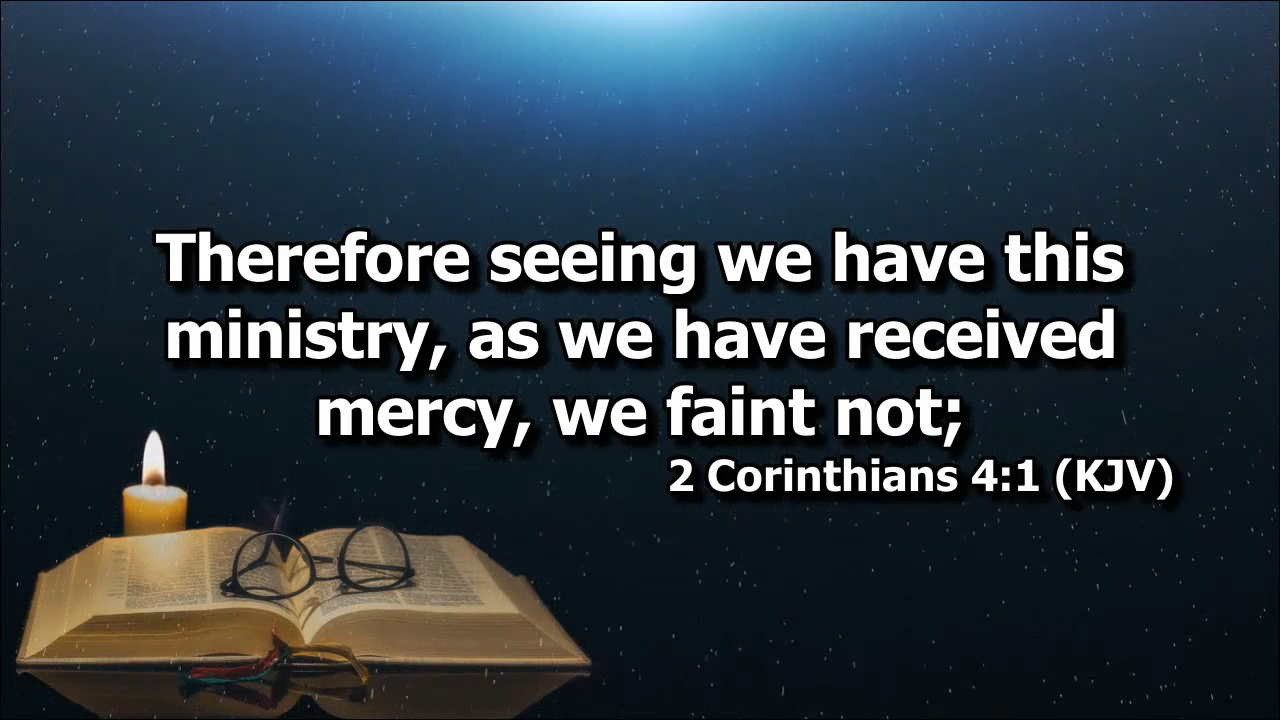 Therefore seeing we have this
ministry, as we have received
mercy, we faint not;
2 Corinthians 4:1 (KJV)